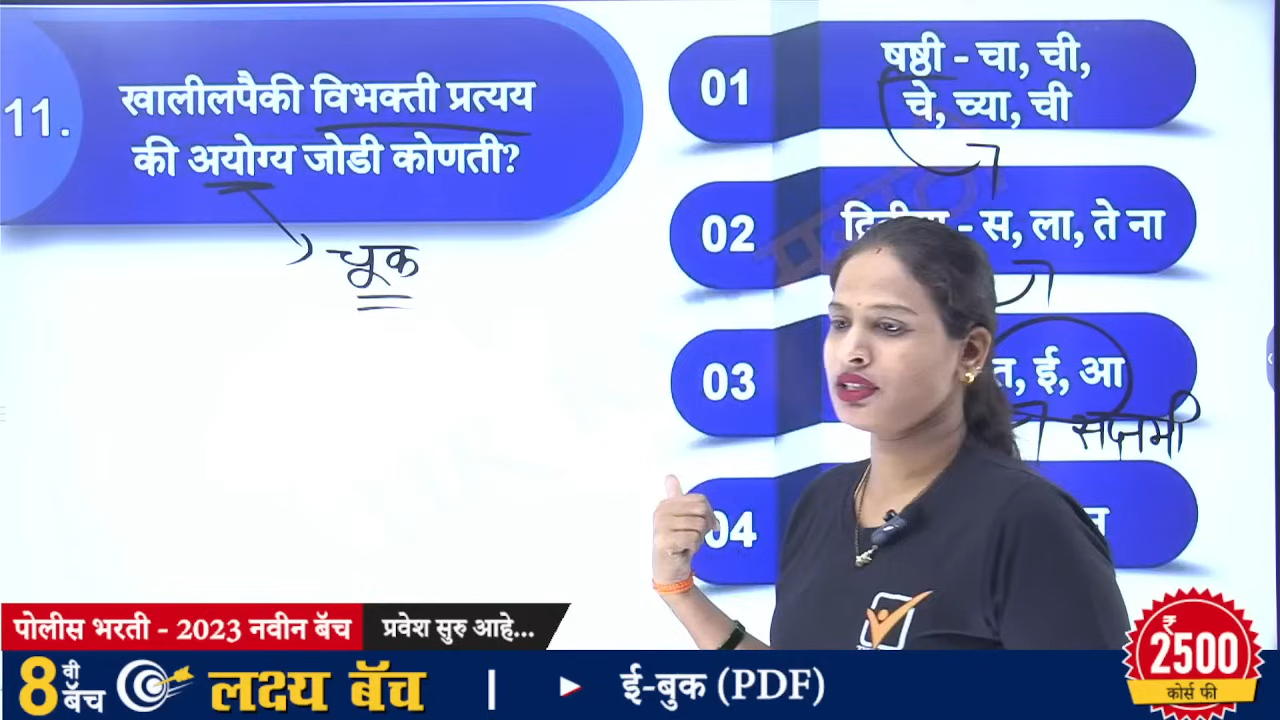 11.
खालीलपैकी विभक्ती प्रत्यय
की अयोग्य जोडी कोणती?
चूक
01
षष्ठी - चा, ची,
चे, च्या, ची
02
- स, ला, ते ना
03
त, ई, आ
सप्तमी
04
पोलीस भरती - 2023 नवीन बॅच
प्रवेश सुरु आहे...
8 वी बॅच
लक्ष्य बॅच
ई-बुक (PDF)
₹
2500
कोर्स फी